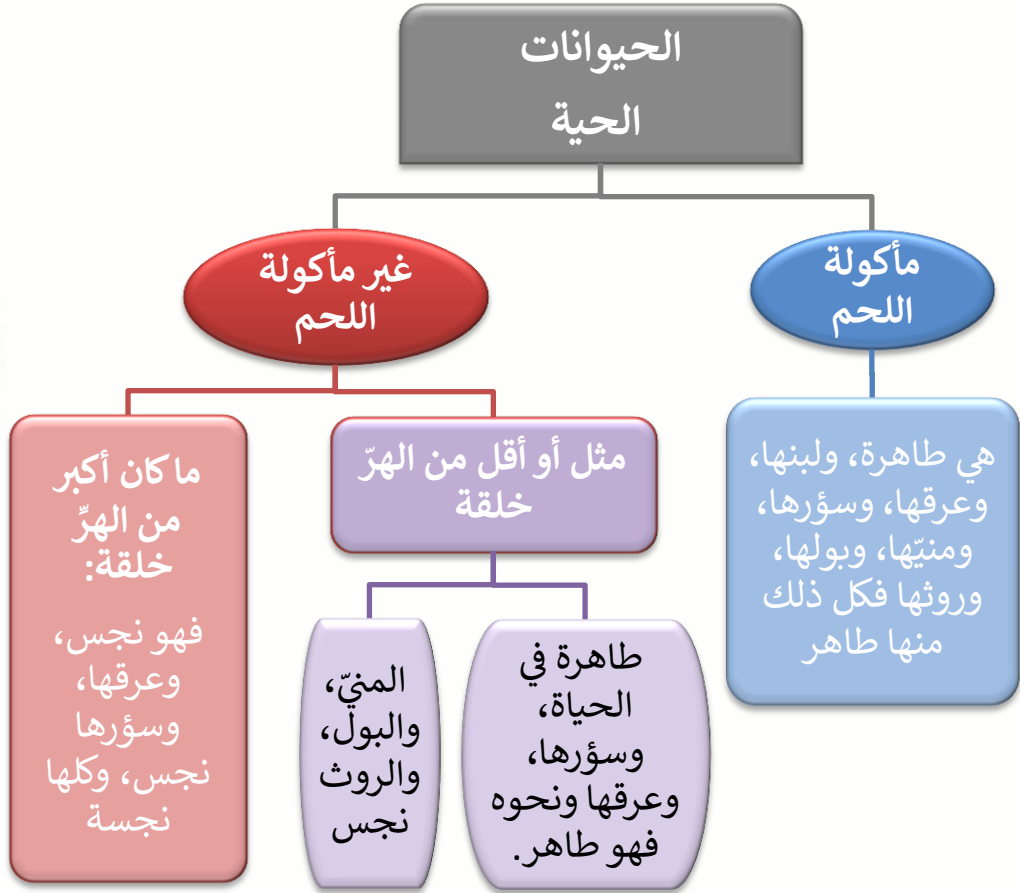 الحيوانات
الحية
مأكولة
اللحم
غير مأكولة
اللحم
هي طاهرة، ولبنها،
وعرقها، وسؤرها،
ومنيّها، وبولها،
وروثها فكل ذلك
منها طاهر
مثل أو أقل من الهرّ
خلقة
طاهرة في
الحياة،
وسؤرها،
وعرقها ونحوه
فهو طاهر.
المنيّ،
والبول،
والروث
نجس
ما كان أكبر
من الهرِّ
خلقة:
فهو نجس،
وعرقها،
وسؤرها
نجس، وكلها
نجسة